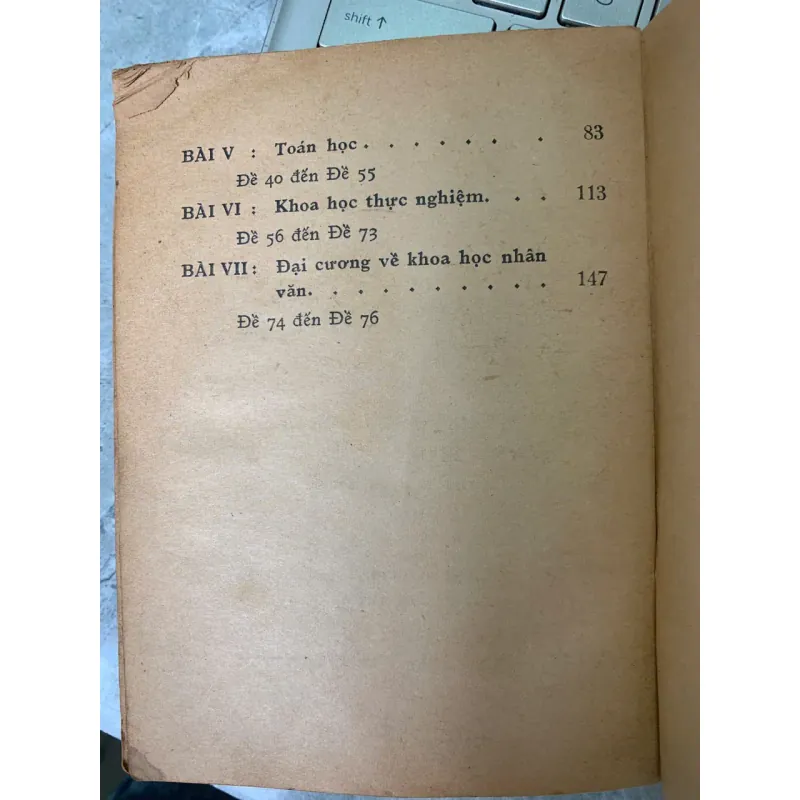 shift ↑
BÀI V : Toán học . . . . . . . 83
Đề 40 đến Đề 55
BÀI VI : Khoa học thực nghiệm. . . 113
Đề 56 đến Đề 73
BÀI VII : Đại cương về khoa học nhân
văn. . . . . . . . . . 147
Đề 74 đến Đề 76